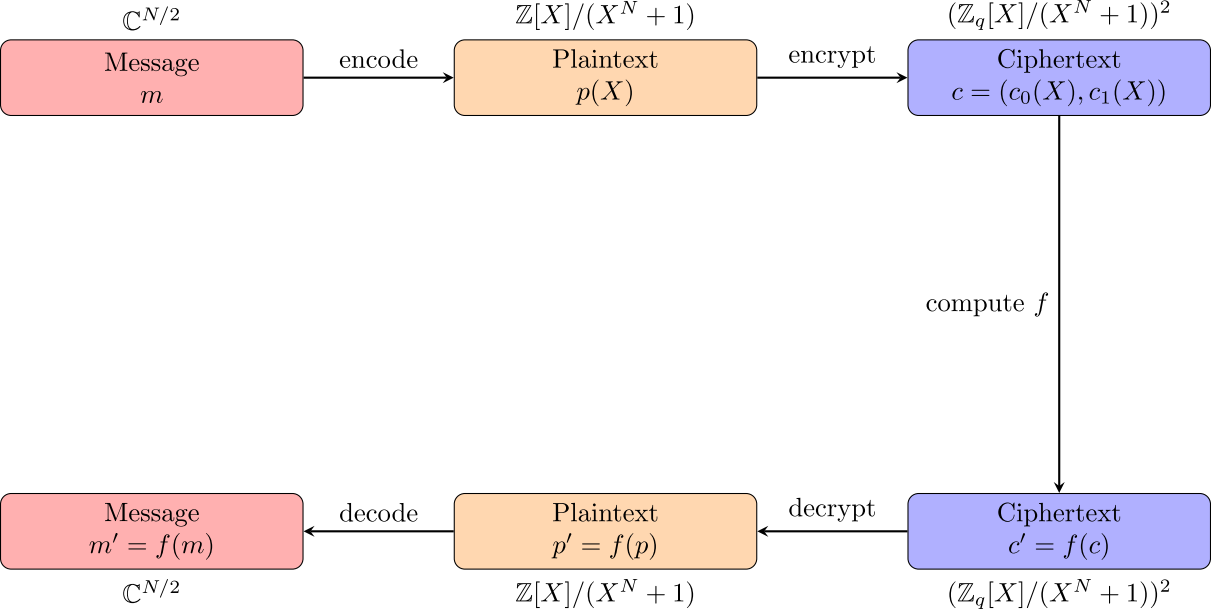 ℂ^{N/2}
ℤ[X]/(X^N + 1)
(ℤ_q[X]/(X^N + 1))^2
Message
m
encode
Plaintext
p(X)
encrypt
Ciphertext
c = (c_0(X), c_1(X))
compute f
Message
m′ = f(m)
decode
Plaintext
p′ = f(p)
decrypt
Ciphertext
c′ = f(c)
ℂ^{N/2}
ℤ[X]/(X^N + 1)
(ℤ_q[X]/(X^N + 1))^2